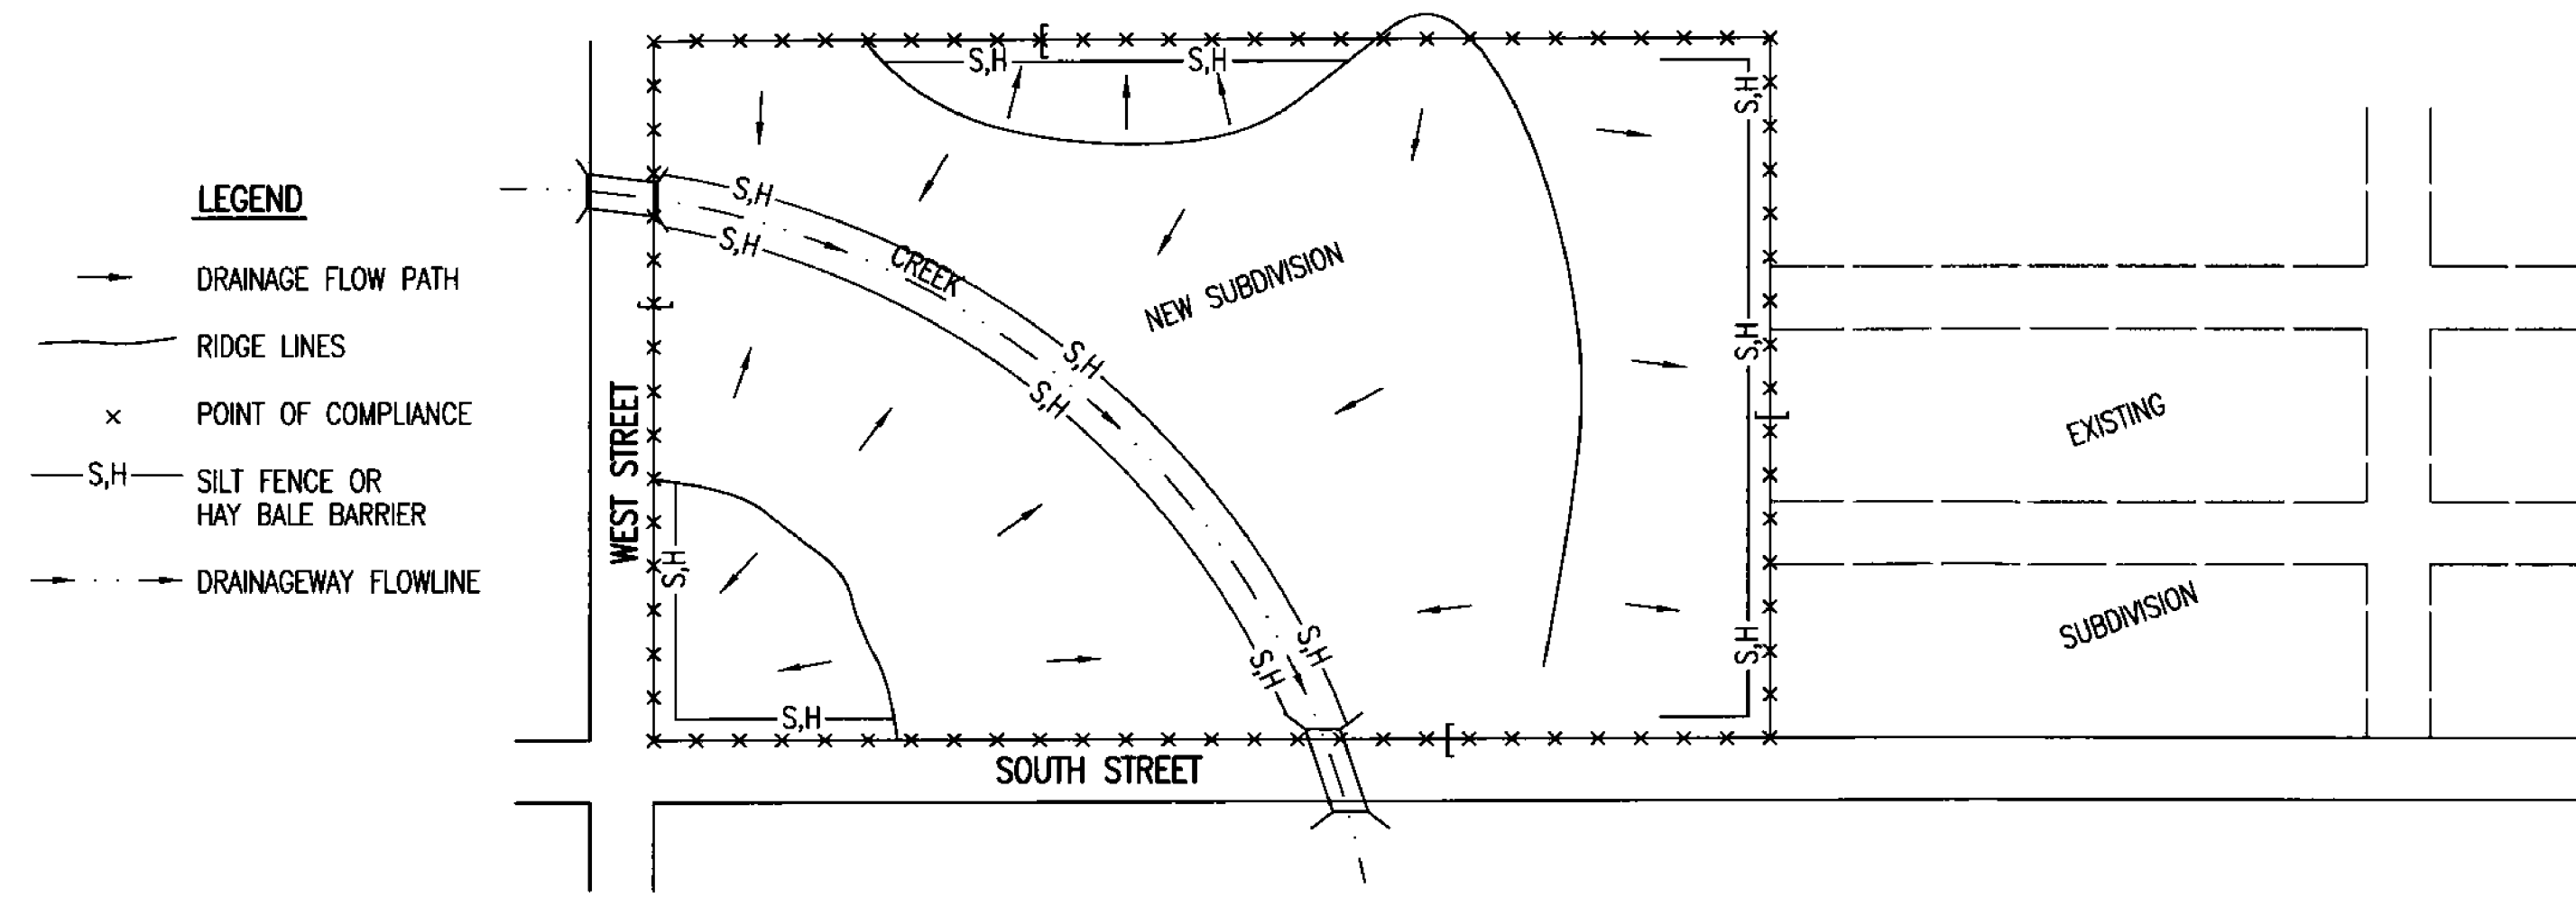 LEGEND
DRAINAGE FLOW PATH
RIDGE LINES
x POINT OF COMPLIANCE
S,H SILT FENCE OR
HAY BALE BARRIER
DRAINAGEWAY FLOWLINE
S,H
S,H
S,H
S,H
S,H
CREEK
NEW SUBDIVISION
S,H
S,H
S,H
WEST STREET
EXISTING
S,H
S,H
S,H
S,H
S,H
SUBDIVISION
S,H
SOUTH STREET